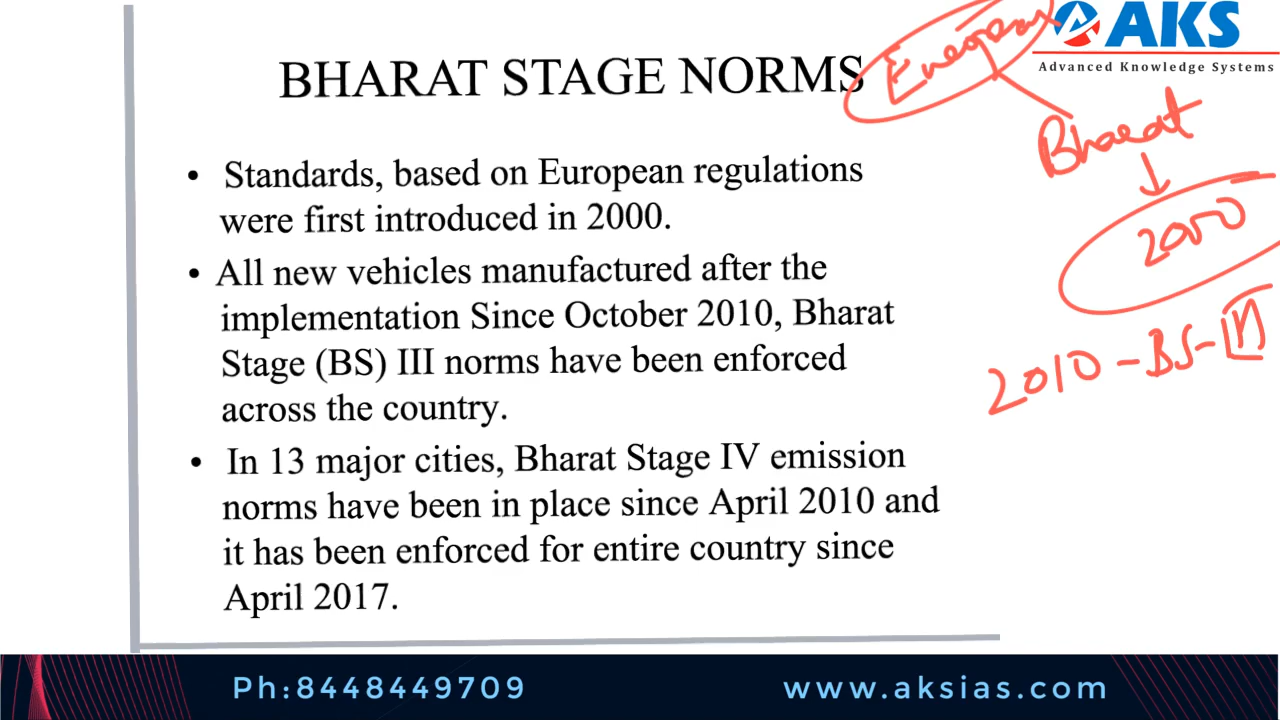 AKS
Advanced Knowledge Systems
BHARAT STAGE NORMS
• Standards, based on European regulations
were first introduced in 2000.
• All new vehicles manufactured after the
implementation Since October 2010, Bharat
Stage (BS) III norms have been enforced
across the country.
• In 13 major cities, Bharat Stage IV emission
norms have been in place since April 2010 and
it has been enforced for entire country since
April 2017.
Bharat
2000
2010-BS-III
Ph:8448449709
www.aksias.com